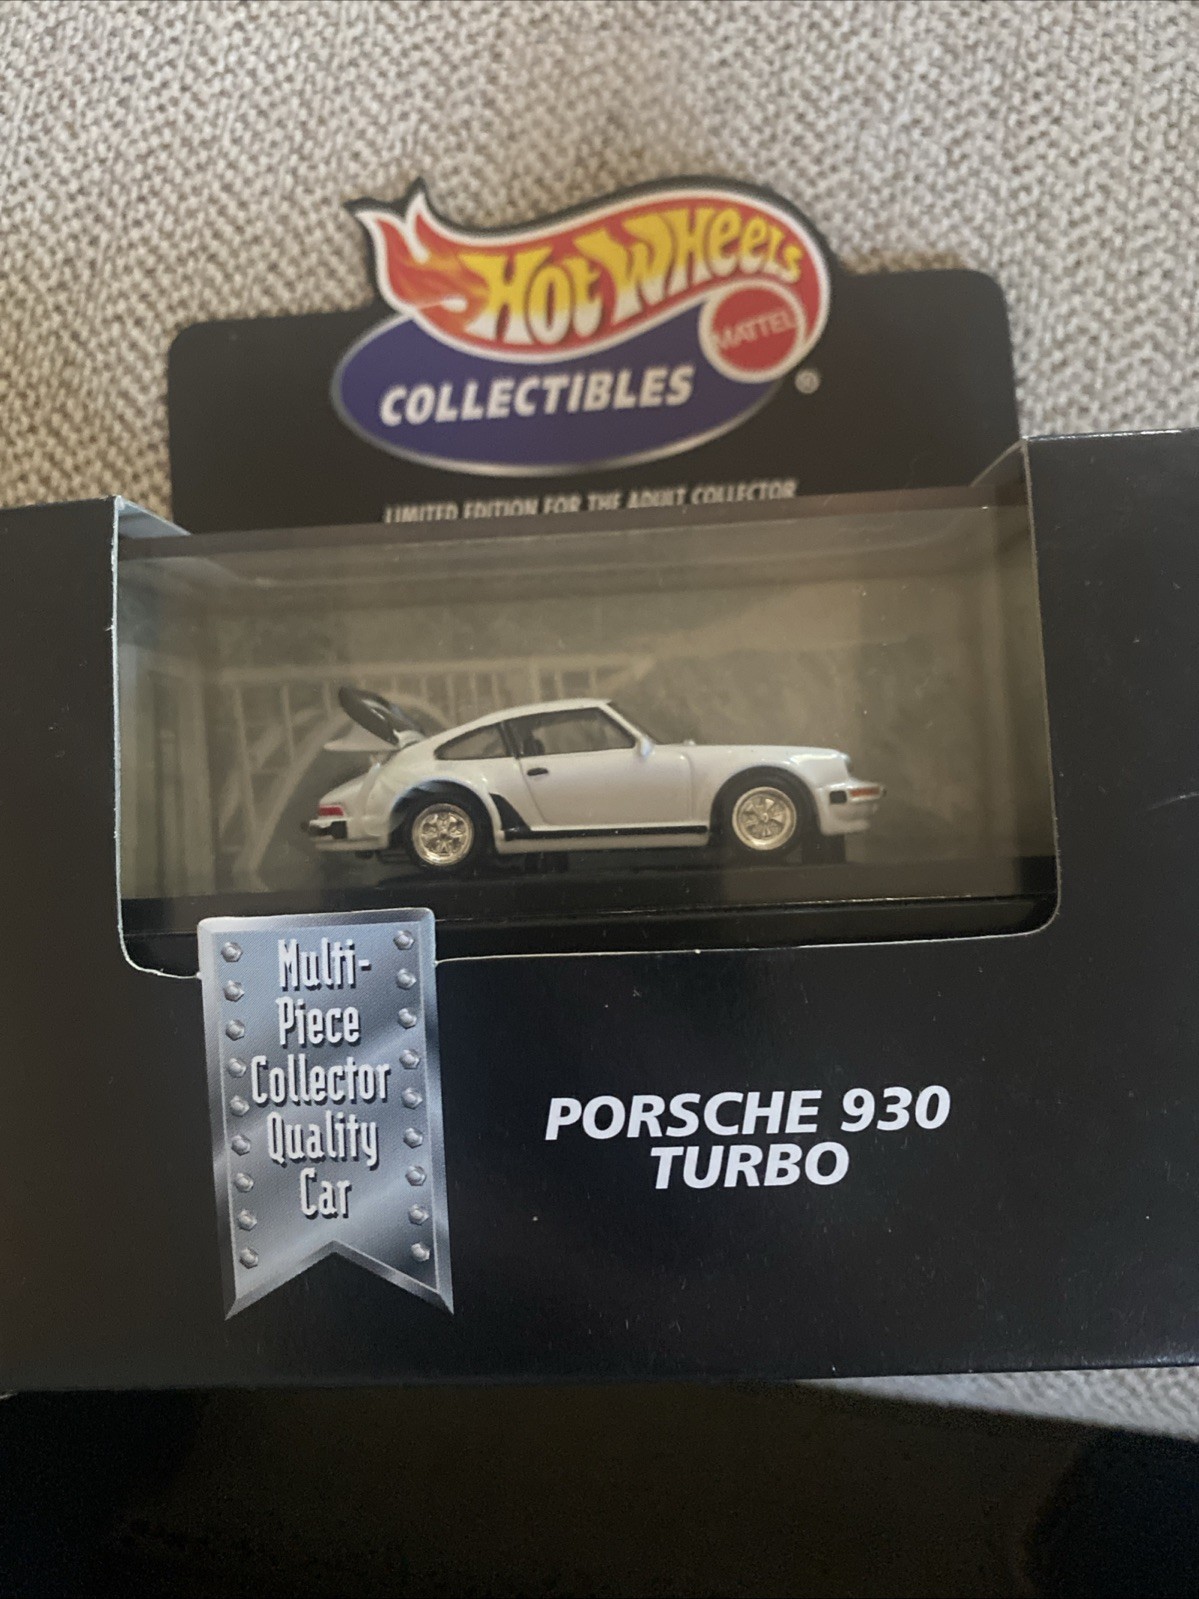 HOT WHEELS
MATTEL
®
COLLECTIBLES
LIMITED EDITION FOR THE ADULT COLLECTOR
Multi-
Piece
Collector
Quality
Car
PORSCHE 930
TURBO